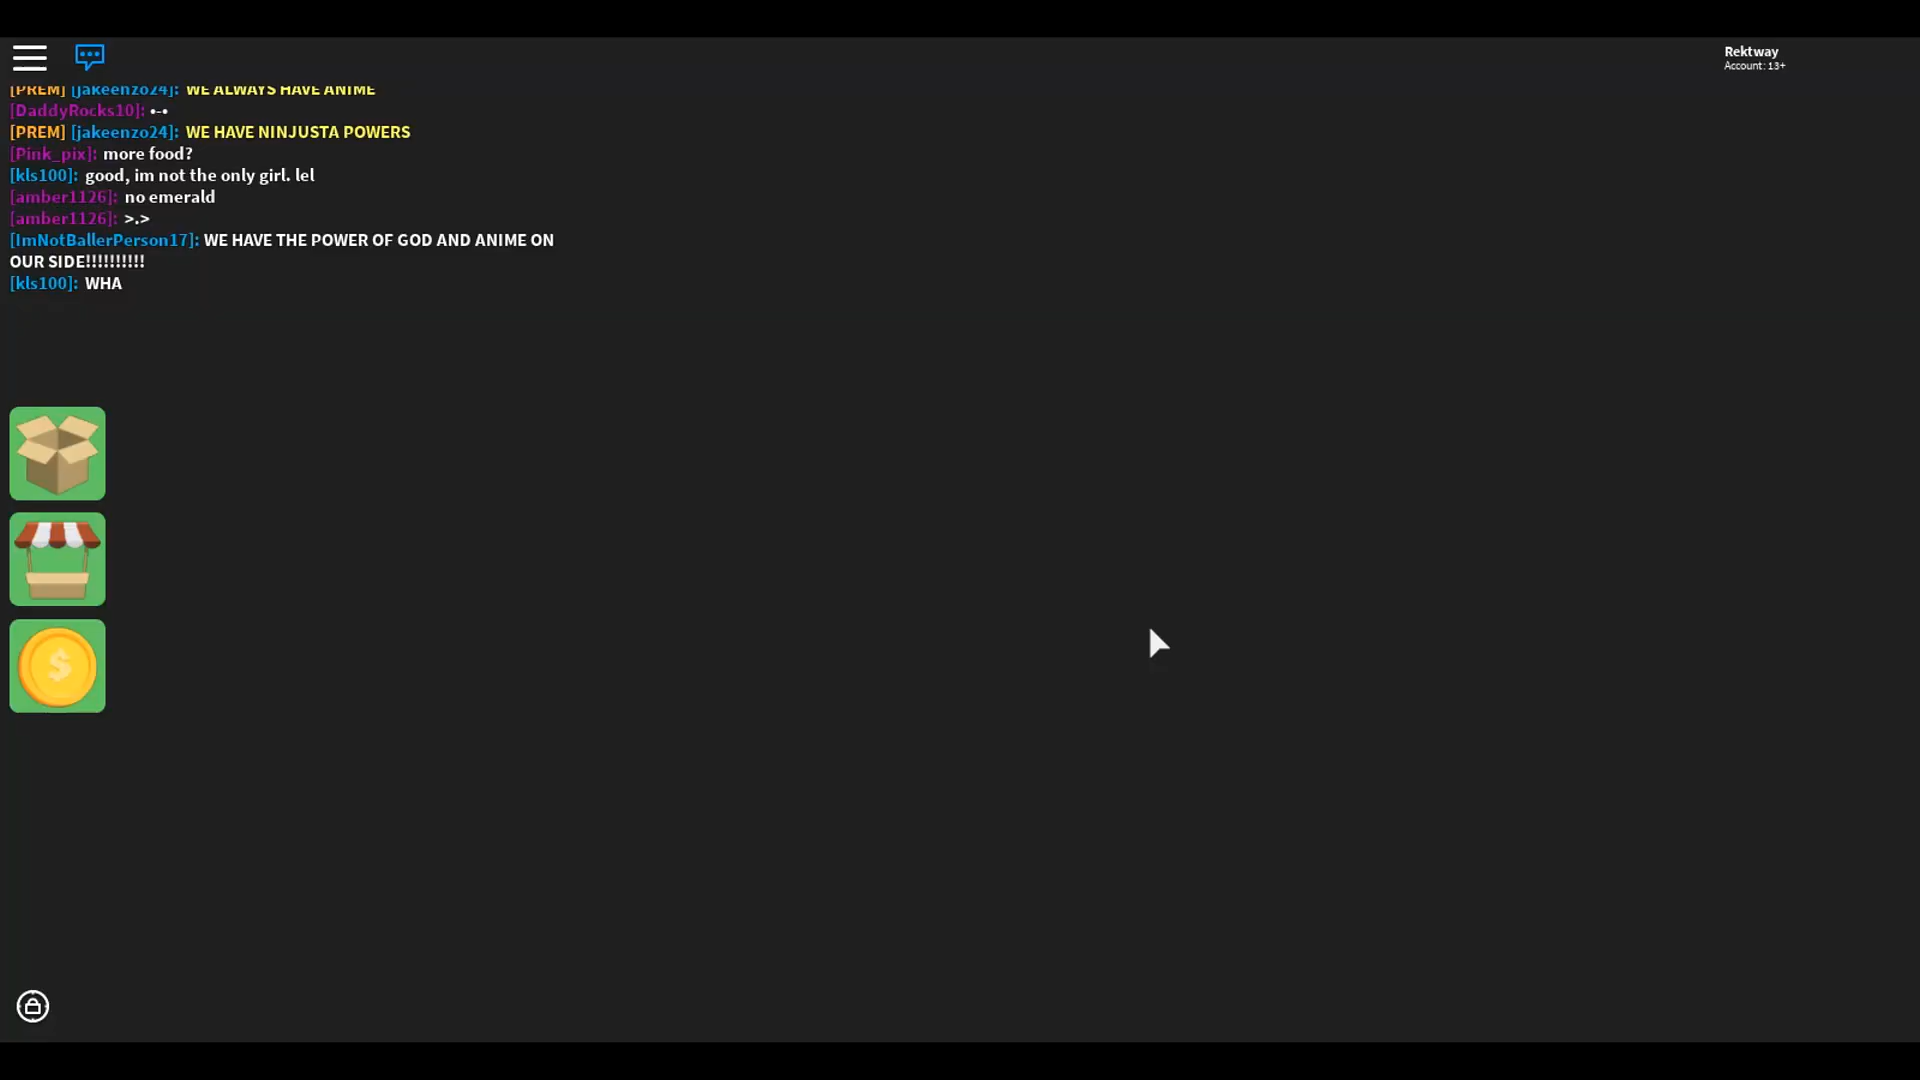 Rektway
Account: 13+
[PREM] [jakeenzo24]: WE ALWAYS HAVE ANIME
[DaddyRocks10]: •-•
[PREM] [jakeenzo24]: WE HAVE NINJUSTA POWERS
[Pink_pix]: more food?
[kls100]: good, im not the only girl. lel
[amber1126]: no emerald
[amber1126]: >.>
[ImNotBallerPerson17]: WE HAVE THE POWER OF GOD AND ANIME ON
OUR SIDE!!!!!!!!!!
[kls100]: WHA
$